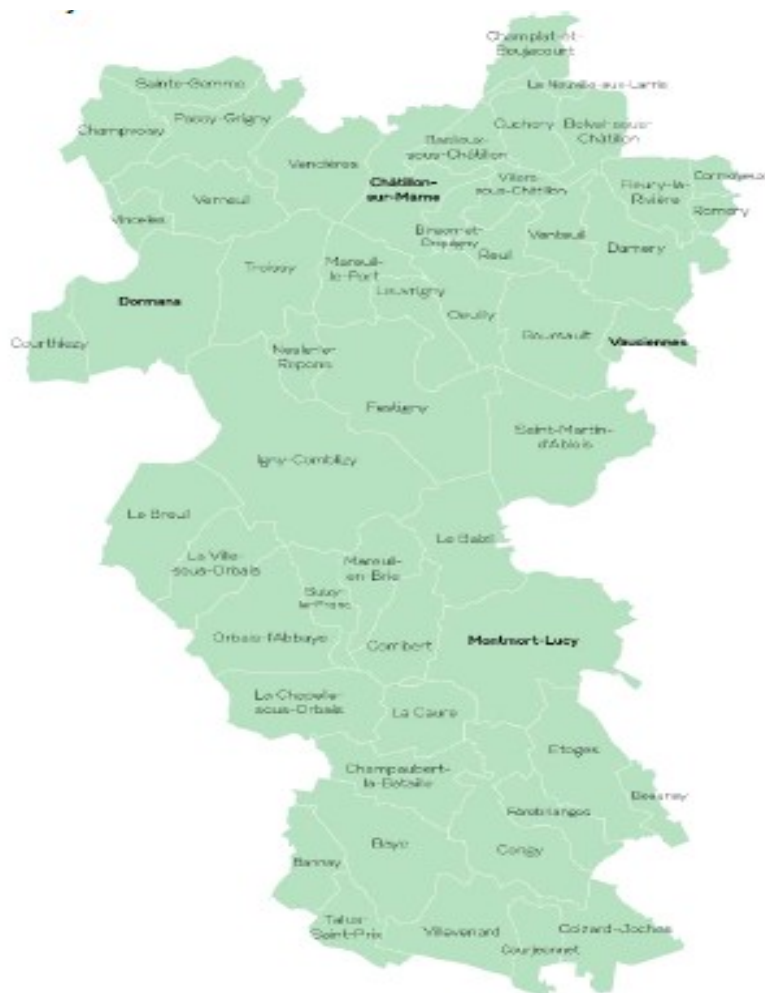 Champlat-et-
Boujacourt
Sainte-Gemme
La Neuville-aux-Larris
Passy-Grigny
Champvoisy
Cuchery
Belval-sous-
Châtillon
Baslieux-
sous-Châtillon
Vandières
Châtillon-
sur-Marne
Villers-
sous-Châtillon
Fleury-la-
Rivière
Cormoyeux
Romery
Verneuil
Vincelles
Binson-et-
Orquigny
Reuil
Venteuil
Damery
Troissy
Mareuil-
le-Port
Leuvrigny
Dormans
Oeuilly
Boursault
Vauciennes
Courthiézy
Nesle-le-
Repons
Festigny
Saint-Martin-
d'Ablois
Igny-Comblizy
Le Breuil
Le Baizil
La Ville-
sous-Orbais
Mareuil-
en-Brie
Suizy-
le-Franc
Orbais-l'Abbaye
Corribert
Montmort-Lucy
La Chapelle-
sous-Orbais
La Caure
Etoges
Champaubert-
la-Bataille
Beaunay
Férebrianges
Baye
Congy
Bannay
Talus-
Saint-Prix
Villevenard
Coizard-Joches
Courjeonnet